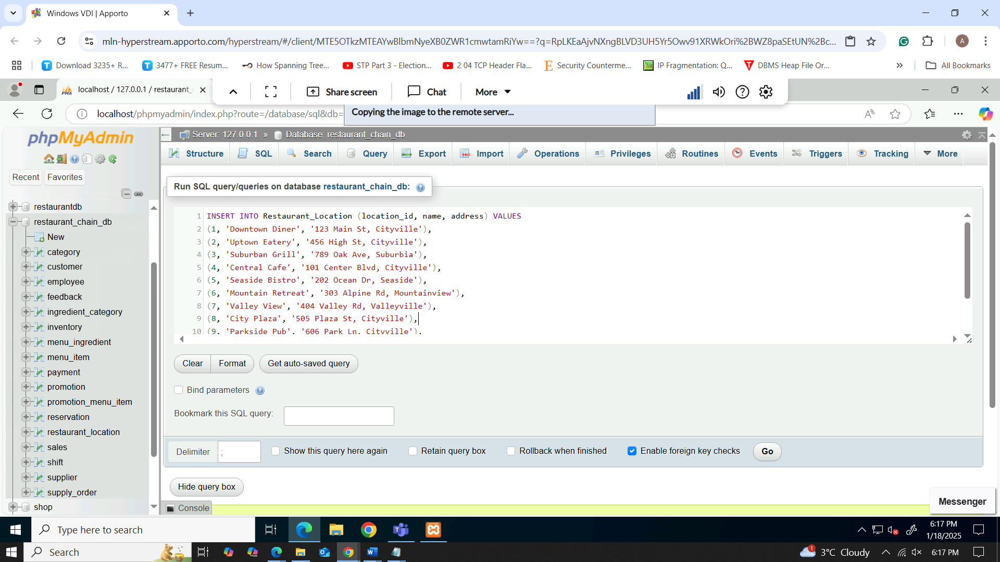 Windows VDI | Apporto
mln-hyperstream.apporto.com/hyperstream/#/client/MTE5OTkzMTEAYwBlbmNyeXB0ZWR1cmwtamRiYw==?q=RpLKEaAjvNXngBLVD3UH5Yr5Owv91XRWkOri%2BWZ8paSEtUN%2Bc...
A
Download 3235+ R...
3477+ FREE Resum...
How Spanning Tree...
STP Part 3 - Election...
2 04 TCP Header Fla...
Security Counterme...
IP Fragmentation: Q...
DBMS Heap File Or...
All Bookmarks
localhost / 127.0.0.1 / restaurant_
Share screen
Chat
More
localhost/phpmyadmin/index.php?route=/database/sql&db=
Copying the image to the remote server...
phpMyAdmin
Server: 127.0.0.1 » Database: restaurant_chain_db
Structure
SQL
Search
Query
Export
Import
Operations
Privileges
Routines
Events
Triggers
Tracking
More
Recent
Favorites
restaurantdb
restaurant_chain_db
New
category
customer
employee
feedback
ingredient_category
inventory
menu_ingredient
menu_item
payment
promotion
promotion_menu_item
reservation
restaurant_location
sales
shift
supplier
supply_order
shop
Run SQL query/queries on database restaurant_chain_db:
1 INSERT INTO Restaurant_Location (location_id, name, address) VALUES
2 (1, 'Downtown Diner', '123 Main St, Cityville'),
3 (2, 'Uptown Eatery', '456 High St, Cityville'),
4 (3, 'Suburban Grill', '789 Oak Ave, Suburbia'),
5 (4, 'Central Cafe', '101 Center Blvd, Cityville'),
6 (5, 'Seaside Bistro', '202 Ocean Dr, Seaside'),
7 (6, 'Mountain Retreat', '303 Alpine Rd, Mountainview'),
8 (7, 'Valley View', '404 Valley Rd, Valleyville'),
9 (8, 'City Plaza', '505 Plaza St, Cityville'),
10 (9, 'Parkside Pub', '606 Park Ln, Cityville'),
Clear
Format
Get auto-saved query
Bind parameters
Bookmark this SQL query:
Delimiter
;
Show this query here again
Retain query box
Rollback when finished
Enable foreign key checks
Go
Hide query box
Console
Messenger
Type here to search
6:17 PM
1/18/2025
Search
1
3°C Cloudy
6:17 PM